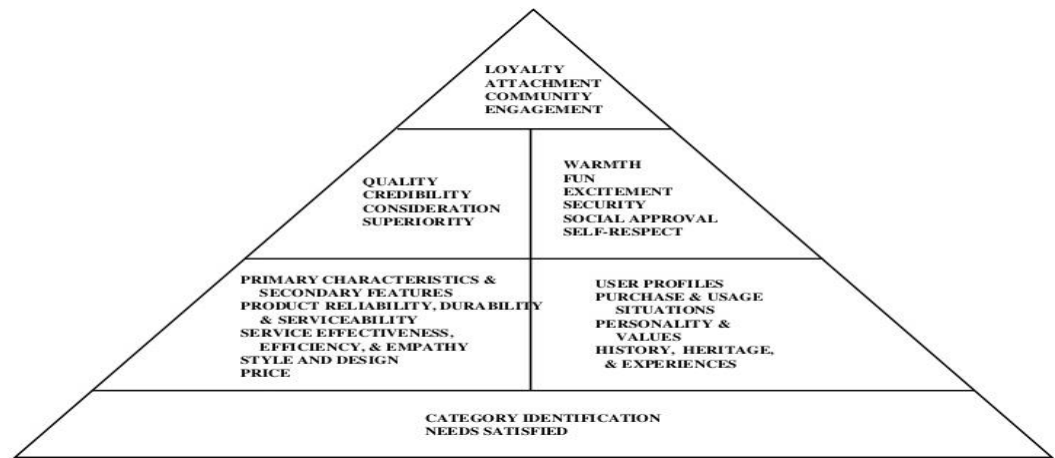 LOYALTY
ATTACHMENT
COMMUNITY
ENGAGEMENT
QUALITY
CREDIBILITY
CONSIDERATION
SUPERIORITY
WARMTH
FUN
EXCITEMENT
SECURITY
SOCIAL APPROVAL
SELF-RESPECT
PRIMARY CHARACTERISTICS &
SECONDARY FEATURES
PRODUCT RELIABILITY, DURABILITY
& SERVICEABILITY
SERVICE EFFECTIVENESS,
EFFICIENCY, & EMPATHY
STYLE AND DESIGN
PRICE
USER PROFILES
PURCHASE & USAGE
SITUATIONS
PERSONALITY &
VALUES
HISTORY, HERITAGE,
& EXPERIENCES
CATEGORY IDENTIFICATION
NEEDS SATISFIED